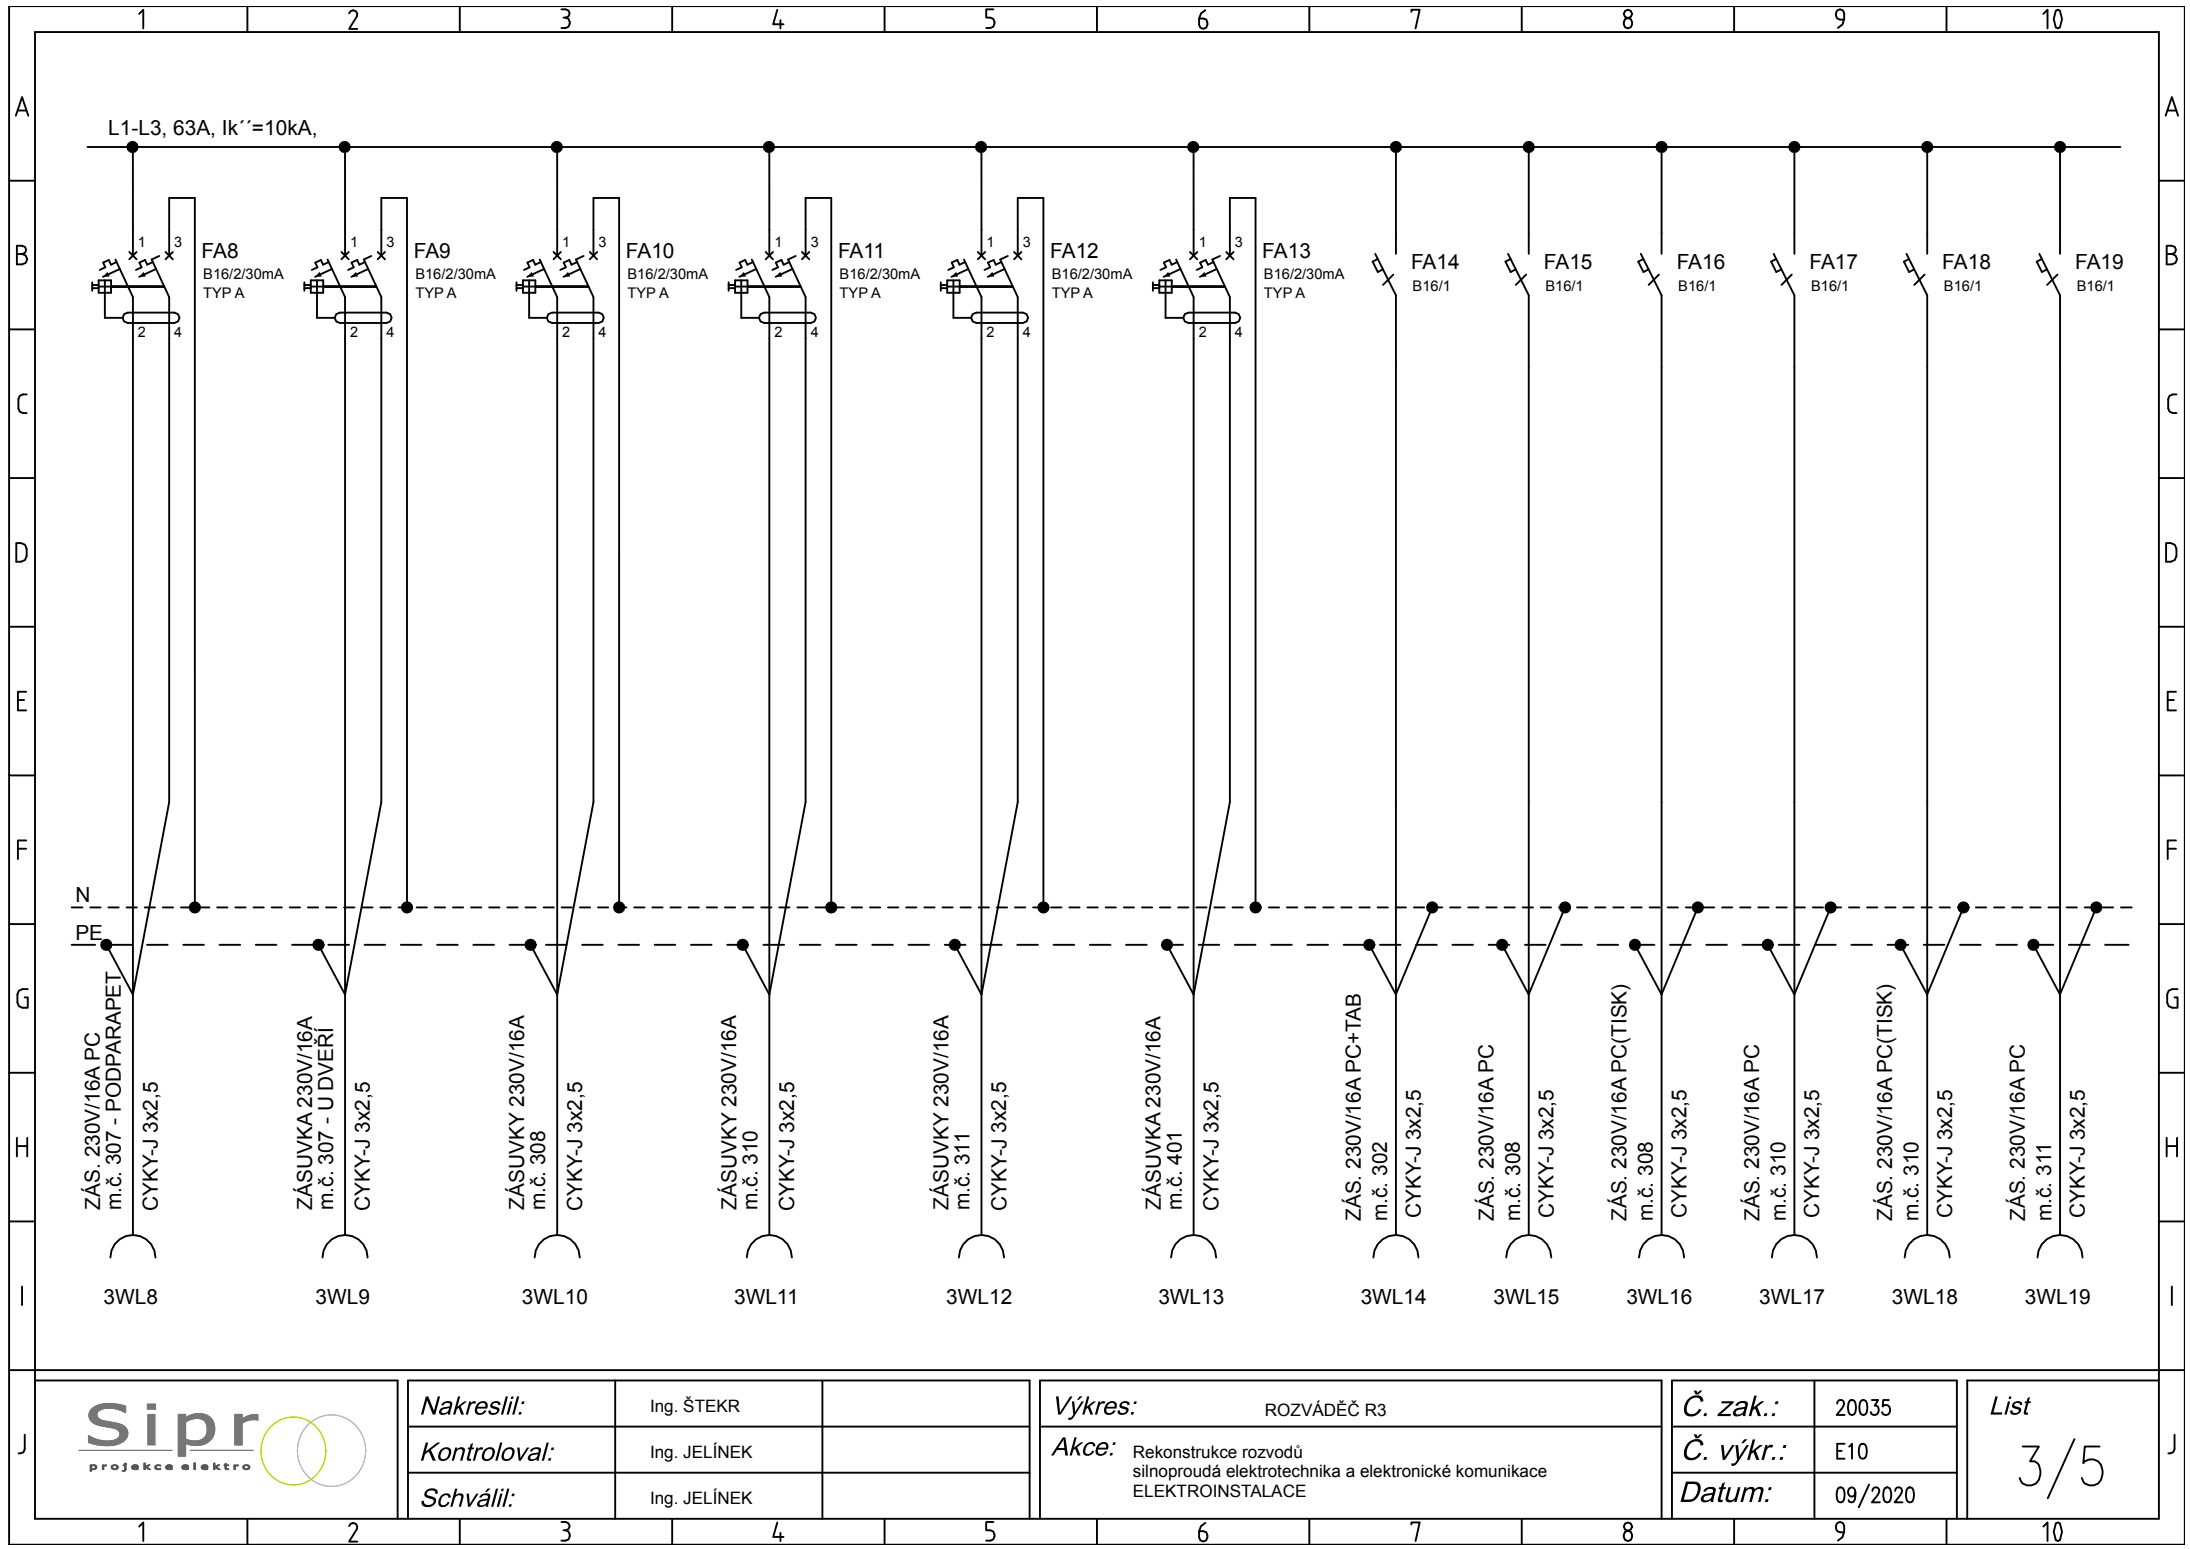 1 2 3 4 5 6 7 8 9 10
A A
L1-L3, 63A, Ik´´=10kA,
B B
1 3 FA8
B16/2/30mA
TYP A
2 4
1 3 FA9
B16/2/30mA
TYP A
2 4
1 3 FA10
B16/2/30mA
TYP A
2 4
1 3 FA11
B16/2/30mA
TYP A
2 4
1 3 FA12
B16/2/30mA
TYP A
2 4
1 3 FA13
B16/2/30mA
TYP A
2 4
FA14
B16/1
FA15
B16/1
FA16
B16/1
FA17
B16/1
FA18
B16/1
FA19
B16/1
C C
D D
E E
F F
N
PE
G G
ZÁS. 230V/16A PC
m.č. 307 - PODPARAPET
CYKY-J 3x2,5
ZÁSUVKA 230V/16A
m.č. 307 - U DVEŘÍ
CYKY-J 3x2,5
ZÁSUVKY 230V/16A
m.č. 308
CYKY-J 3x2,5
ZÁSUVKY 230V/16A
m.č. 310
CYKY-J 3x2,5
ZÁSUVKY 230V/16A
m.č. 311
CYKY-J 3x2,5
ZÁSUVKA 230V/16A
m.č. 401
CYKY-J 3x2,5
ZÁS. 230V/16A PC+TAB
m.č. 302
CYKY-J 3x2,5
ZÁS. 230V/16A PC
m.č. 308
CYKY-J 3x2,5
ZÁS. 230V/16A PC(TISK)
m.č. 308
CYKY-J 3x2,5
ZÁS. 230V/16A PC
m.č. 310
CYKY-J 3x2,5
ZÁS. 230V/16A PC(TISK)
m.č. 310
CYKY-J 3x2,5
ZÁS. 230V/16A PC
m.č. 311
CYKY-J 3x2,5
H H
I I
3WL8 3WL9 3WL10 3WL11 3WL12 3WL13 3WL14 3WL15 3WL16 3WL17 3WL18 3WL19
J J
Sipr
projekce elektro
Nakreslil: Ing. ŠTEKR
Kontroloval: Ing. JELÍNEK
Schválil: Ing. JELÍNEK
Výkres: ROZVÁDĚČ R3
Akce: Rekonstrukce rozvodů
silnoproudá elektrotechnika a elektronické komunikace
ELEKTROINSTALACE
Č. zak.: 20035
Č. výkr.: E10
Datum: 09/2020
List
3/5
1 2 3 4 5 6 7 8 9 10